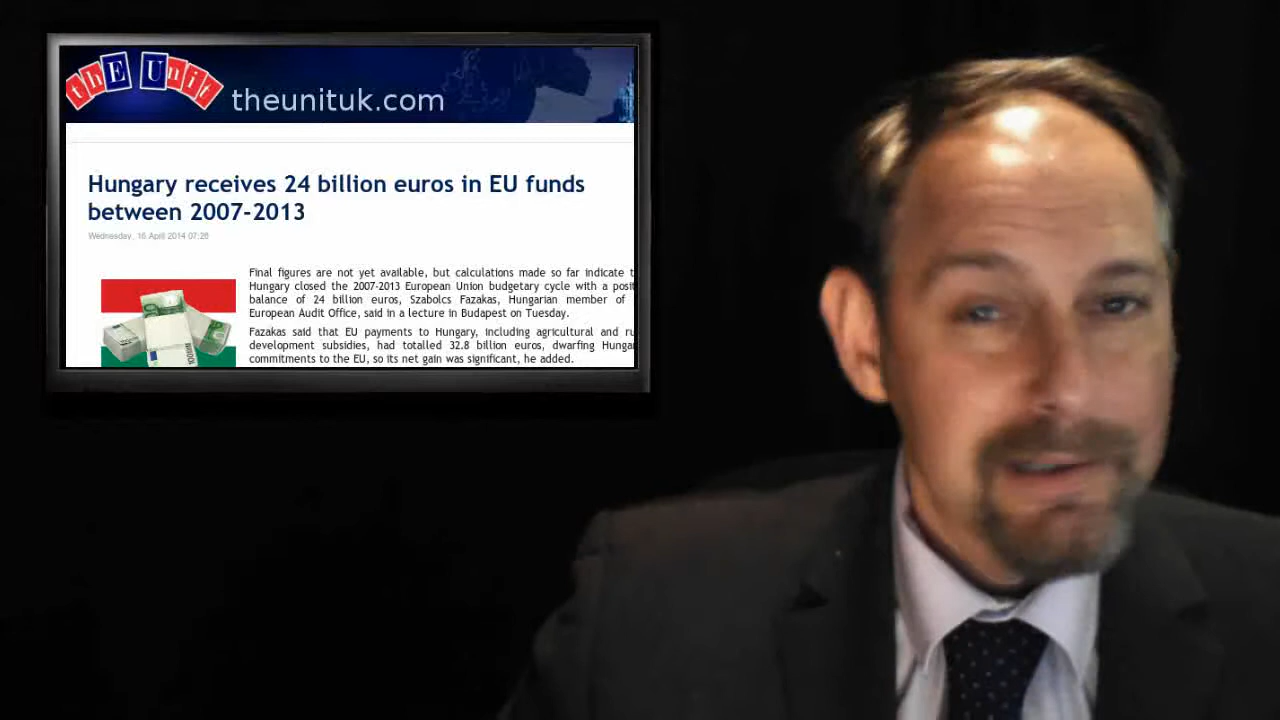 thE Unit
theunituk.com
Hungary receives 24 billion euros in EU funds
between 2007-2013
Wednesday, 16 April 2014 07:26
Final figures are not yet available, but calculations made so far indicate
Hungary closed the 2007-2013 European Union budgetary cycle with a
balance of 24 billion euros, Szabolcs Fazakas, Hungarian member of
European Audit Office, said in a lecture in Budapest on Tuesday.
Fazakas said that EU payments to Hungary, including agricultural and
development subsidies, had totalled 32.8 billion euros, dwarfing
commitments to the EU, so its net gain was significant, he added.